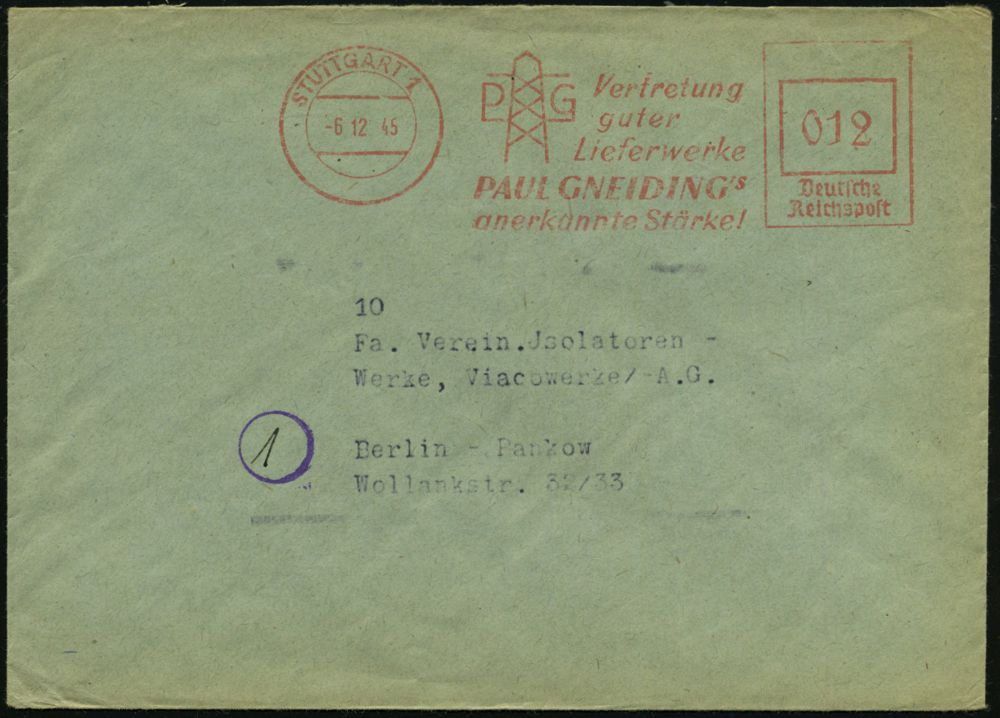 STUTTGART 1
-6 12 45
P G
Vertretung
guter
Lieferwerke
PAUL GNEIDING's
anerkannte Stärke!
012
Deutsche
Reichspost
10
Fa. Verein.Jsolatoren -
Werke, Viacowerke/-A.G.
1
Berlin - Pankow
Wollankstr. 32/33